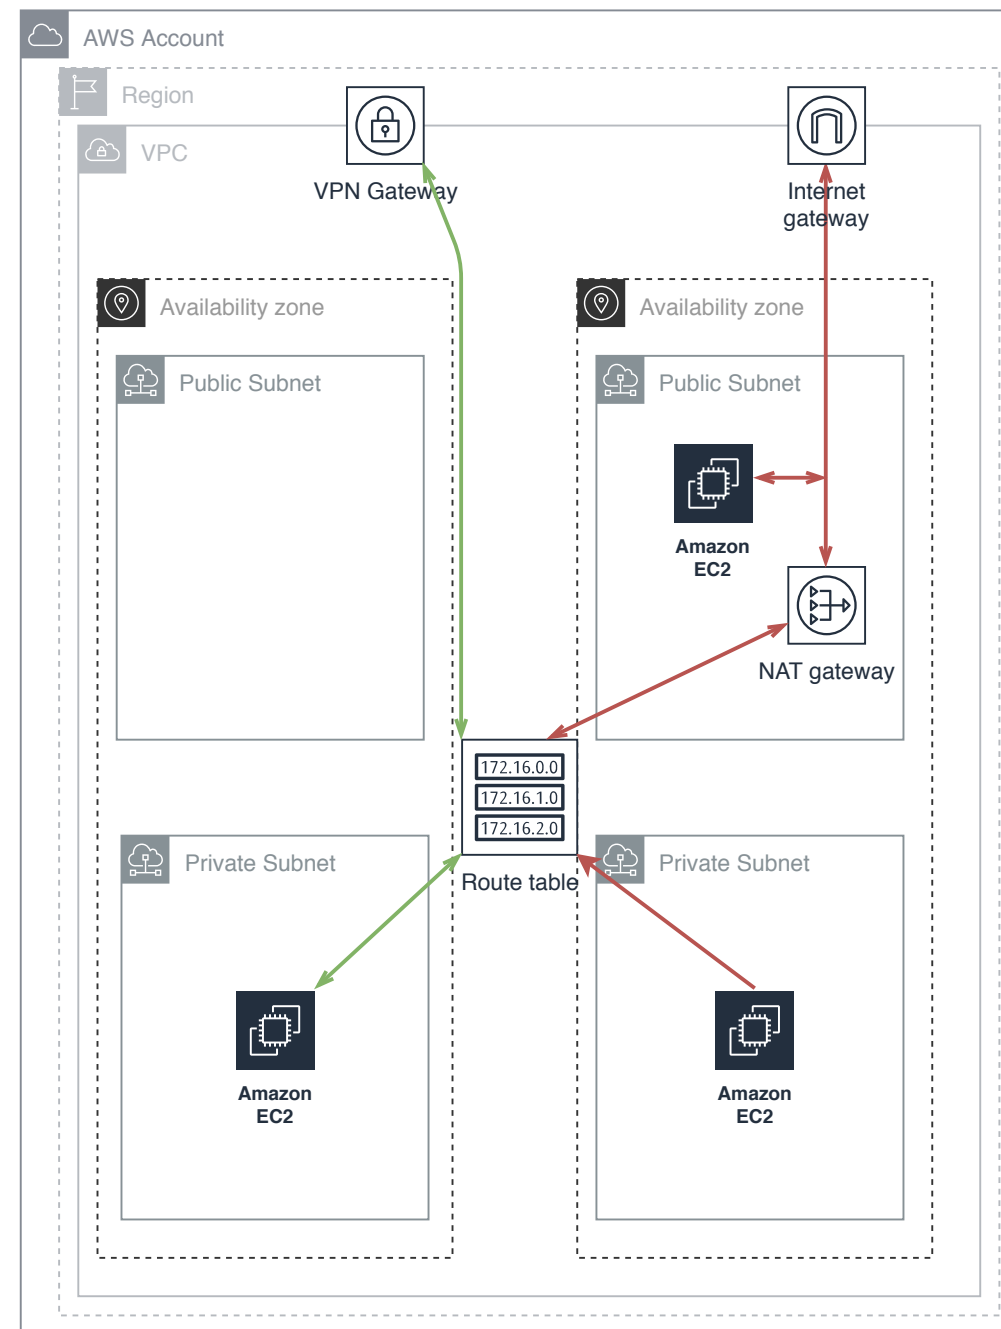 AWS Account
Region
VPC
VPN Gateway
Internet
gateway
Availability zone
Availability zone
Public Subnet
Public Subnet
Amazon
EC2
NAT gateway
172.16.0.0
172.16.1.0
172.16.2.0
Route table
Private Subnet
Private Subnet
Amazon
EC2
Amazon
EC2